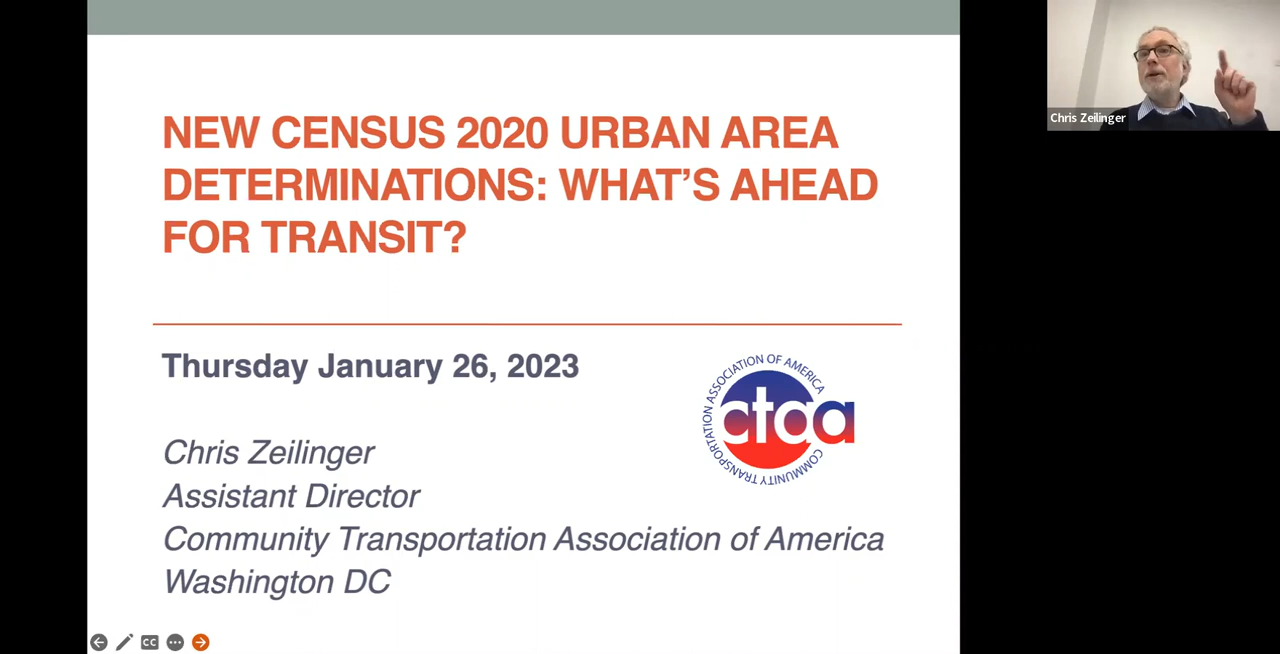 NEW CENSUS 2020 URBAN AREA
DETERMINATIONS: WHAT'S AHEAD
FOR TRANSIT?
Thursday January 26, 2023
COMMUNITY TRANSPORTATION ASSOCIATION OF AMERICA
ctaa
Chris Zeilinger
Assistant Director
Community Transportation Association of America
Washington DC
CC
Chris Zeilinger